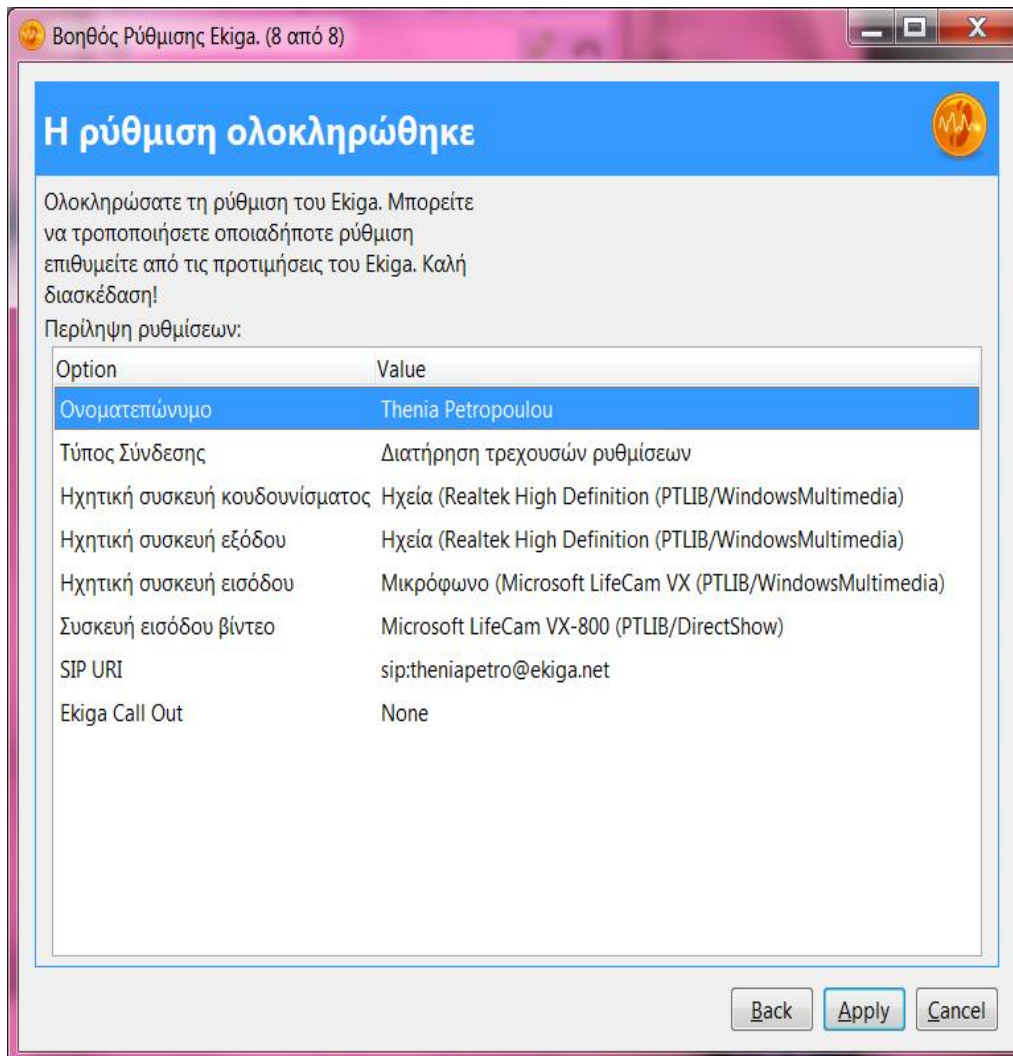 Βοηθός Ρύθμισης Ekiga. (8 από 8)
Η ρύθμιση ολοκληρώθηκε
Ολοκληρώσατε τη ρύθμιση του Ekiga. Μπορείτε
να τροποποιήσετε οποιαδήποτε ρύθμιση
επιθυμείτε από τις προτιμήσεις του Ekiga. Καλή
διασκέδαση!
Περίληψη ρυθμίσεων:
Option Value
Ονοματεπώνυμο Thenia Petropoulou
Τύπος Σύνδεσης Διατήρηση τρεχουσών ρυθμίσεων
Ηχητική συσκευή κουδουνίσματος Ηχεία (Realtek High Definition (PTLIB/WindowsMultimedia)
Ηχητική συσκευή εξόδου Ηχεία (Realtek High Definition (PTLIB/WindowsMultimedia)
Ηχητική συσκευή εισόδου Μικρόφωνο (Microsoft LifeCam VX (PTLIB/WindowsMultimedia)
Συσκευή εισόδου βίντεο Microsoft LifeCam VX-800 (PTLIB/DirectShow)
SIP URI sip:theniapetro@ekiga.net
Ekiga Call Out None
Back Apply Cancel